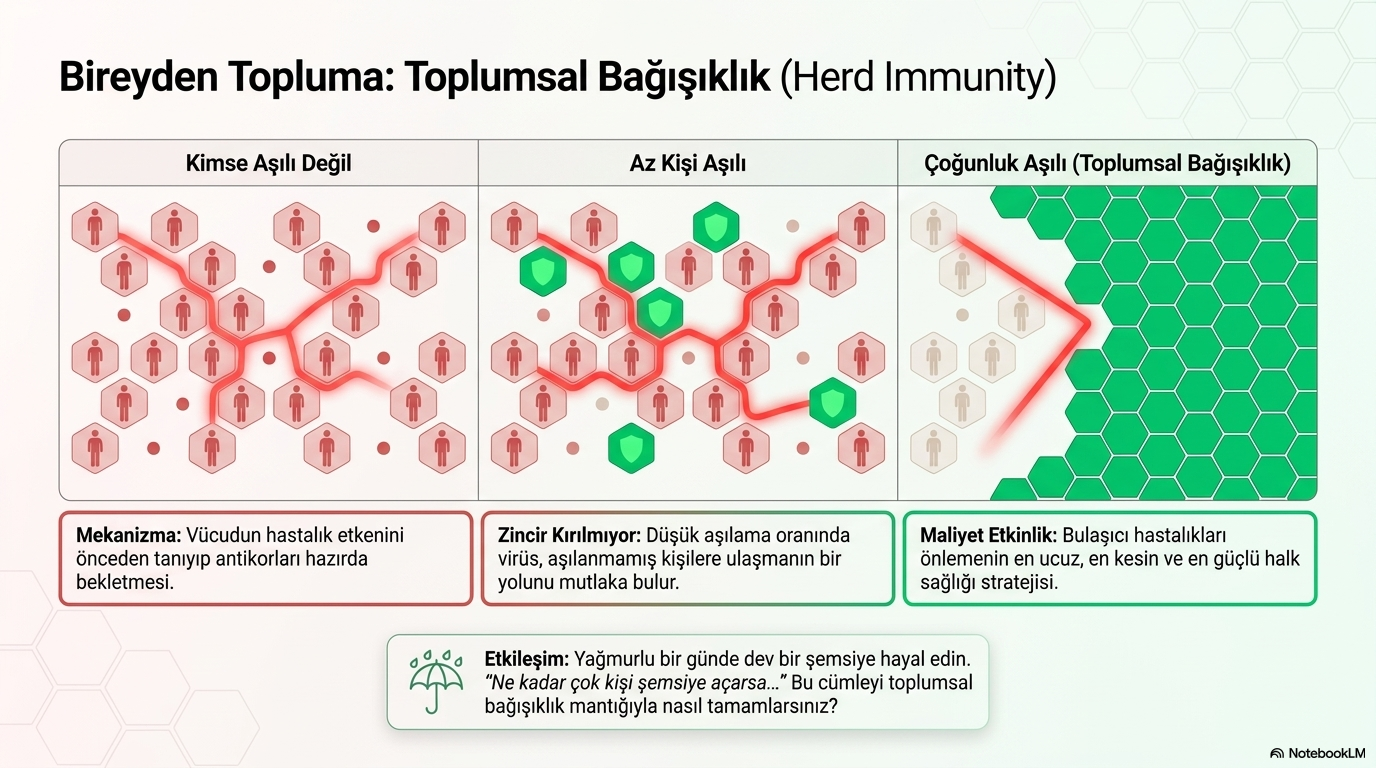 Bireyden Topluma: Toplumsal Bağışıklık (Herd Immunity)
Kimse Aşılı Değil
Az Kişi Aşılı
Çoğunluk Aşılı (Toplumsal Bağışıklık)
Mekanizma: Vücudun hastalık etkenini
önceden tanıyıp antikorları hazırda
bekletmesi.
Zincir Kırılmıyor: Düşük aşılama oranında
virüs, aşılanmamış kişilere ulaşmanın bir
yolunu mutlaka bulur.
Maliyet Etkinlik: Bulaşıcı hastalıkları
önlemenin en ucuz, en kesin ve en güçlü halk
sağlığı stratejisi.
Etkileşim: Yağmurlu bir günde dev bir şemsiye hayal edin.
“Ne kadar çok kişi şemsiye açarsa...” Bu cümleyi toplumsal
bağışıklık mantığıyla nasıl tamamlarsınız?
NotebookLM